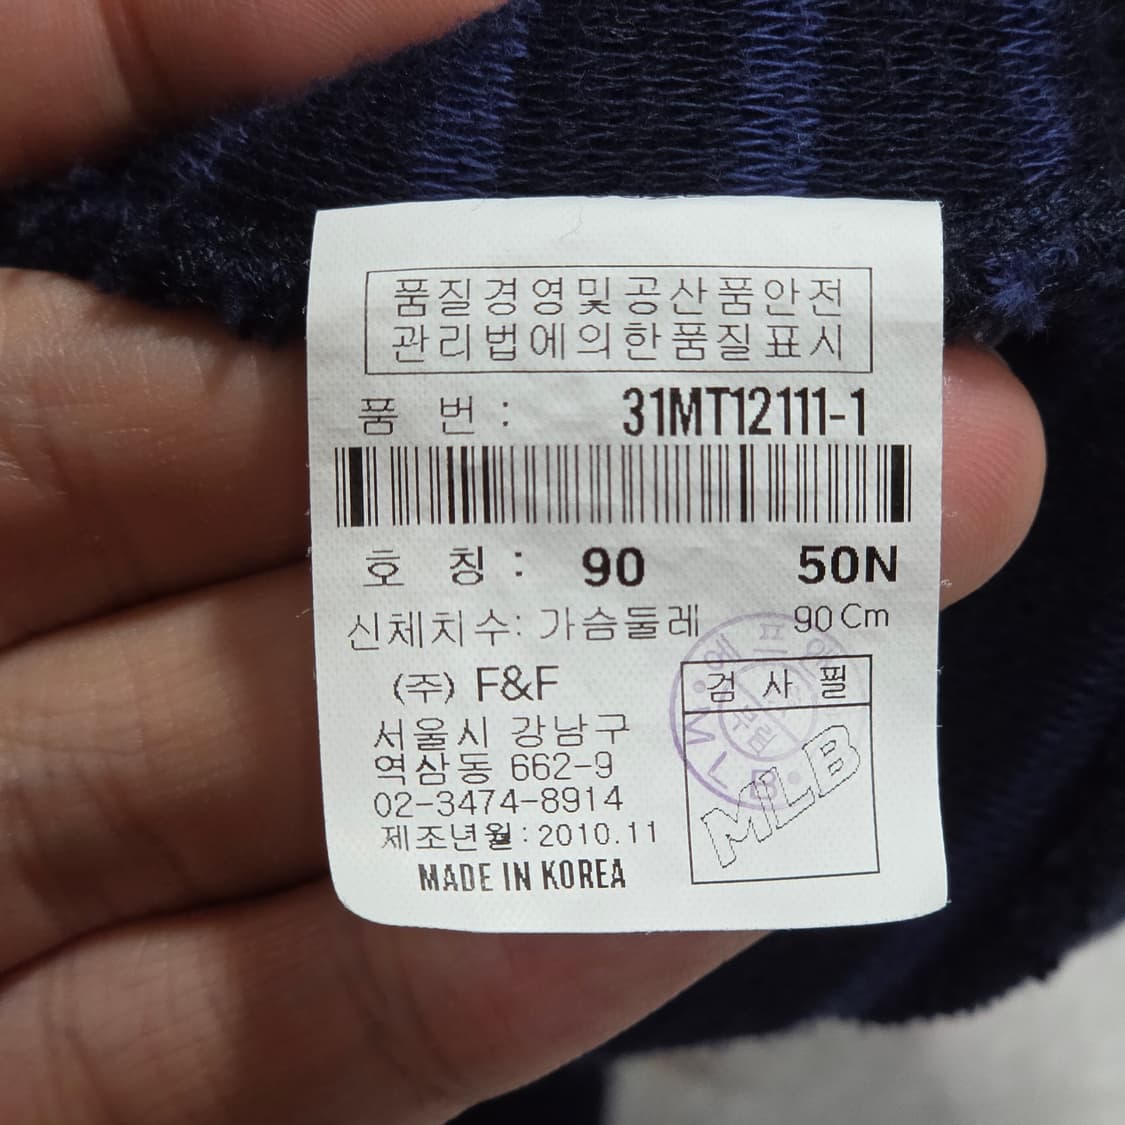 품질경영및공산품안전
관리법에의한품질표시
품 번 : 31MT12111-1
호 칭 : 90 50N
신체치수: 가슴둘레 90Cm
(주) F&F
서울시 강남구
역삼동 662-9
02-3474-8914
제조년월: 2010.11
MADE IN KOREA
검 사 필
MLB
M L B